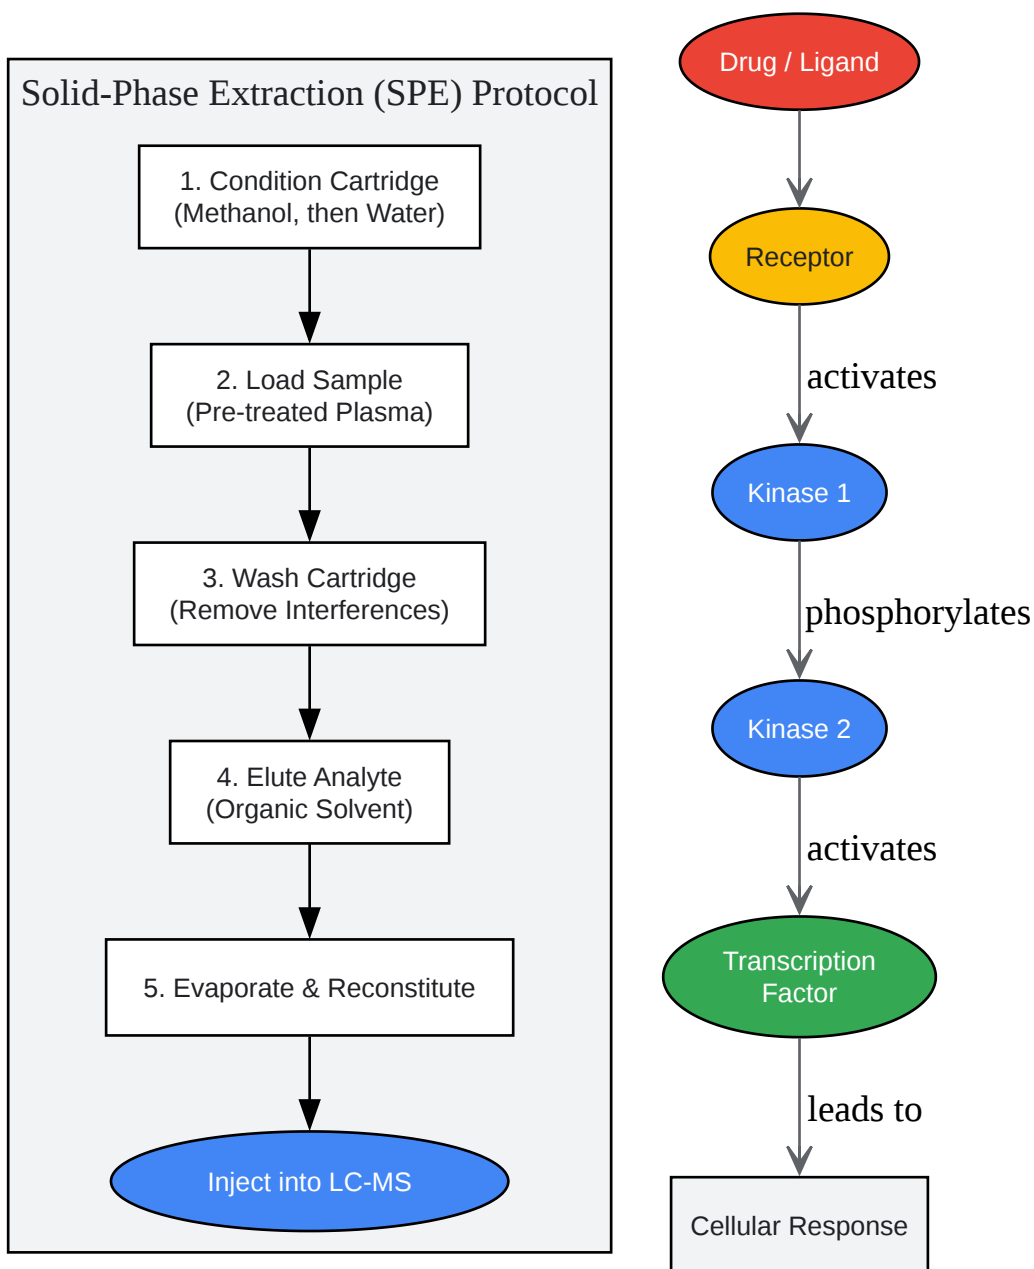 Solid-Phase Extraction (SPE) Protocol
1. Condition Cartridge
(Methanol, then Water)
2. Load Sample
(Pre-treated Plasma)
3. Wash Cartridge
(Remove Interferences)
4. Elute Analyte
(Organic Solvent)
5. Evaporate & Reconstitute
Inject into LC-MS
Drug / Ligand
Receptor
activates
Kinase 1
phosphorylates
Kinase 2
activates
Transcription
Factor
leads to
Cellular Response